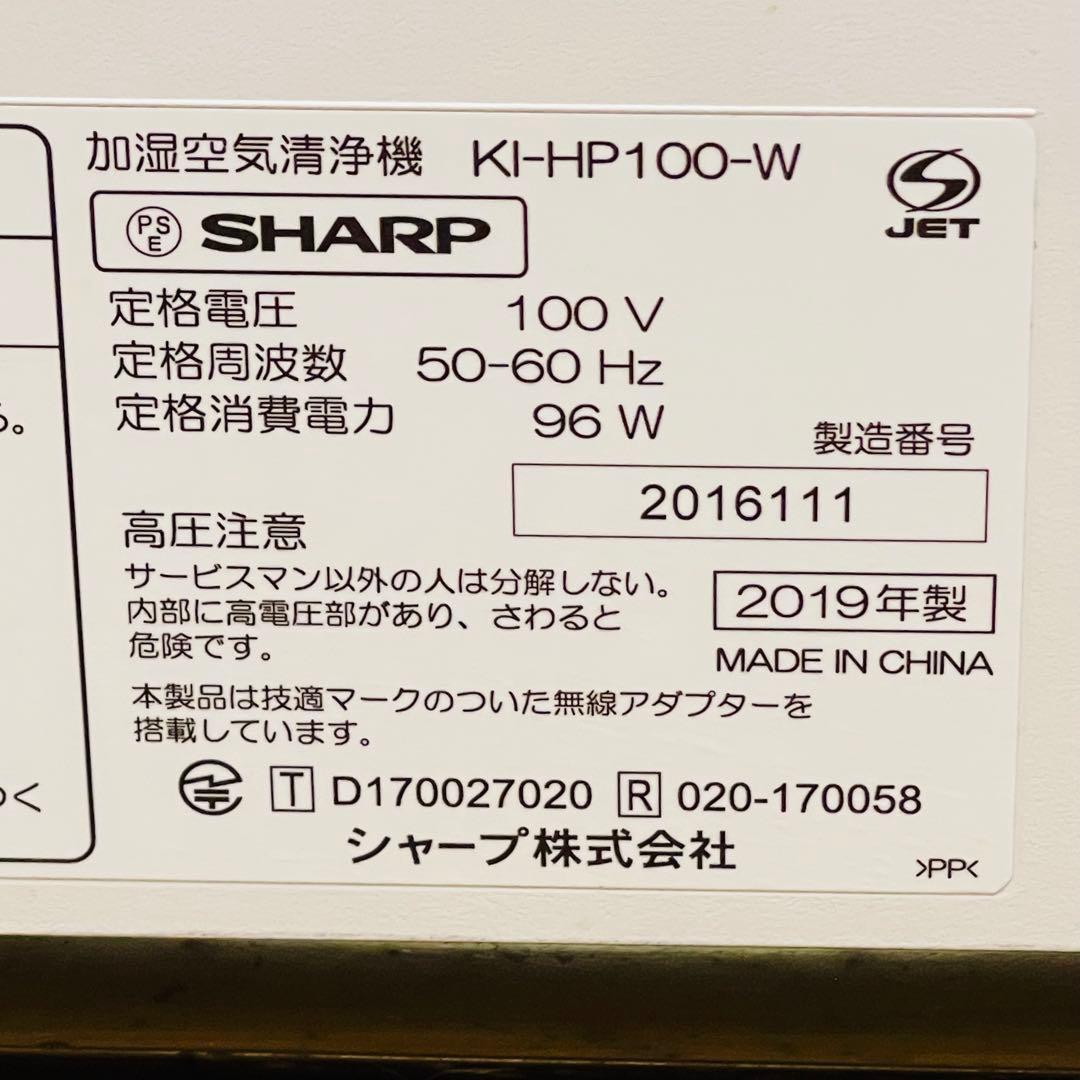 加湿空気清浄機 KI-HP100-W
JET
PSE SHARP
定格電圧 100 V
定格周波数 50-60 Hz
定格消費電力 96 W
製造番号
2016111
高圧注意
サービスマン以外の人は分解しない。
内部に高電圧部があり、さわると
危険です。
2019年製
MADE IN CHINA
本製品は技適マークのついた無線アダプターを
搭載しています。
T D170027020 R 020-170058
シャープ株式会社
>PP<
る。
く